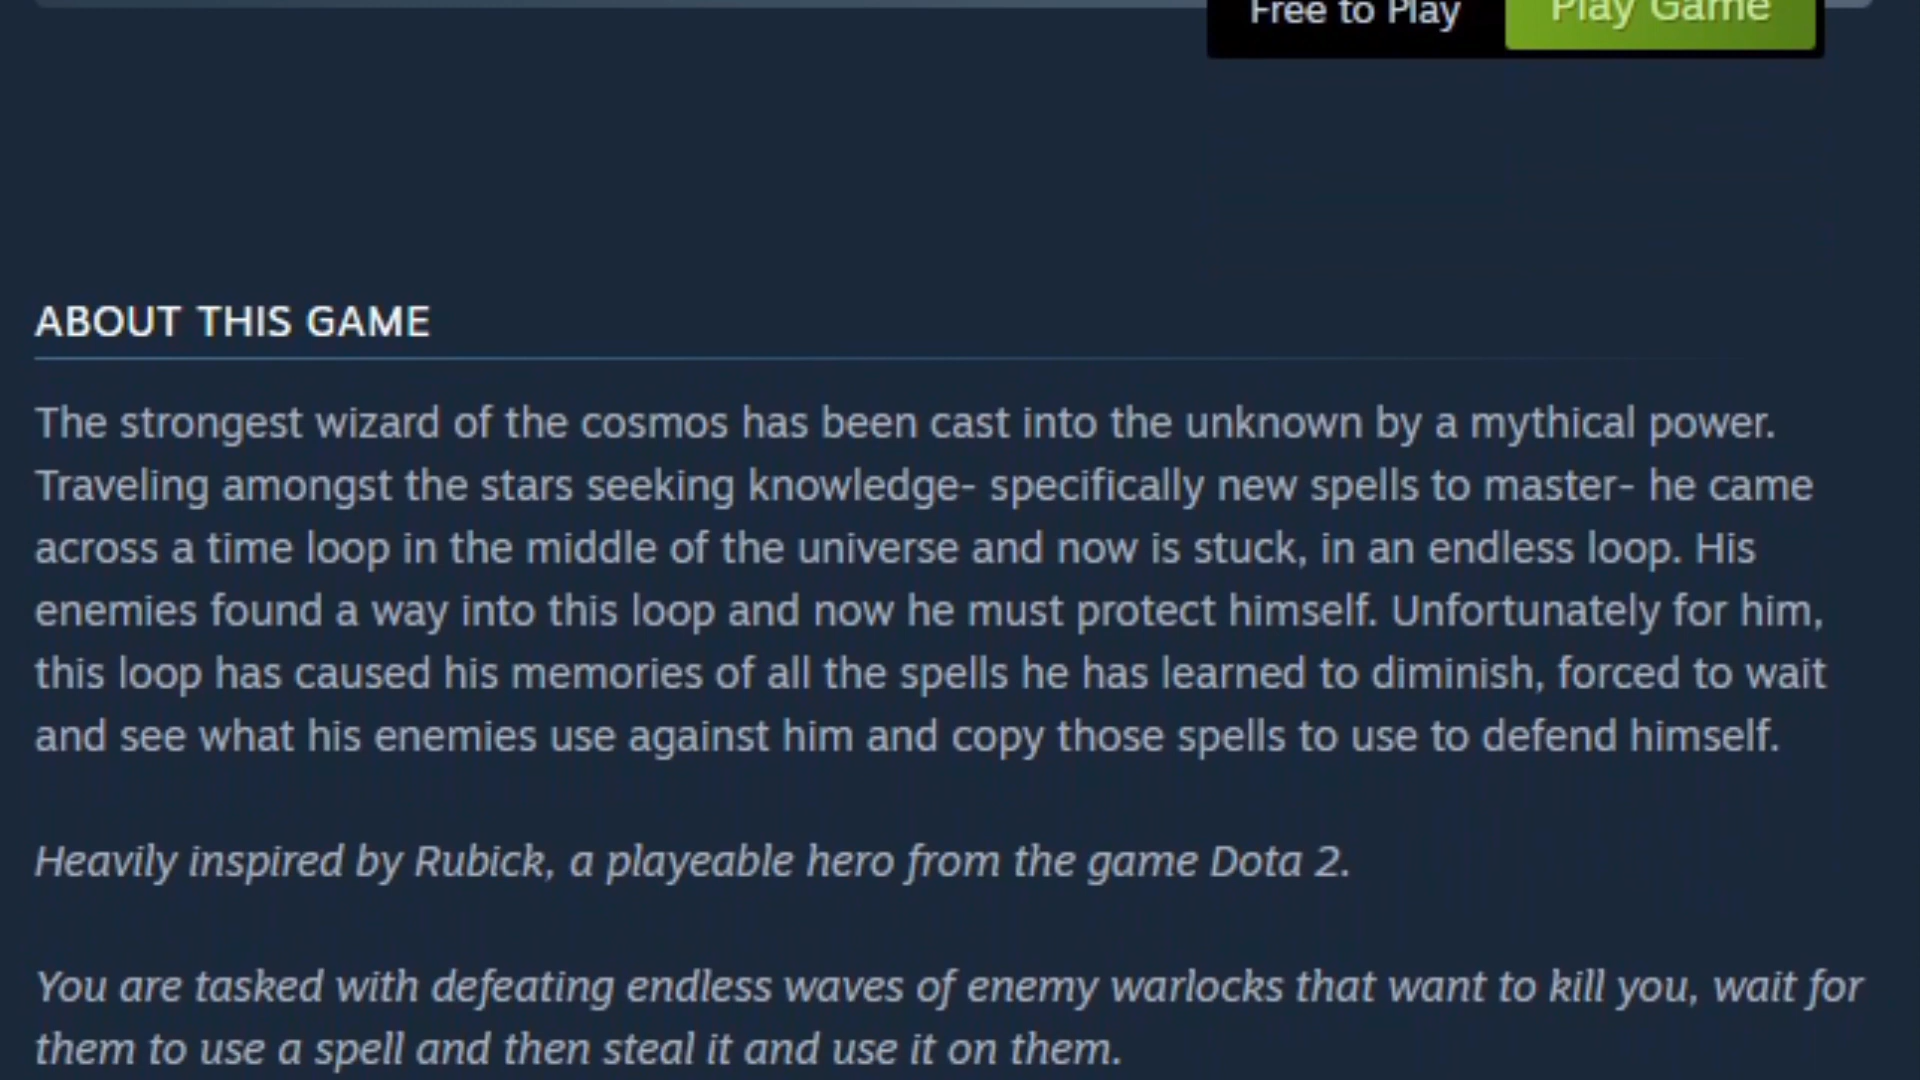 Free to Play
Play Game
ABOUT THIS GAME
The strongest wizard of the cosmos has been cast into the unknown by a mythical power.
Traveling amongst the stars seeking knowledge- specifically new spells to master- he came
across a time loop in the middle of the universe and now is stuck, in an endless loop. His
enemies found a way into this loop and now he must protect himself. Unfortunately for him,
this loop has caused his memories of all the spells he has learned to diminish, forced to wait
and see what his enemies use against him and copy those spells to use to defend himself.
Heavily inspired by Rubick, a playeable hero from the game Dota 2.
You are tasked with defeating endless waves of enemy warlocks that want to kill you, wait for
them to use a spell and then steal it and use it on them.